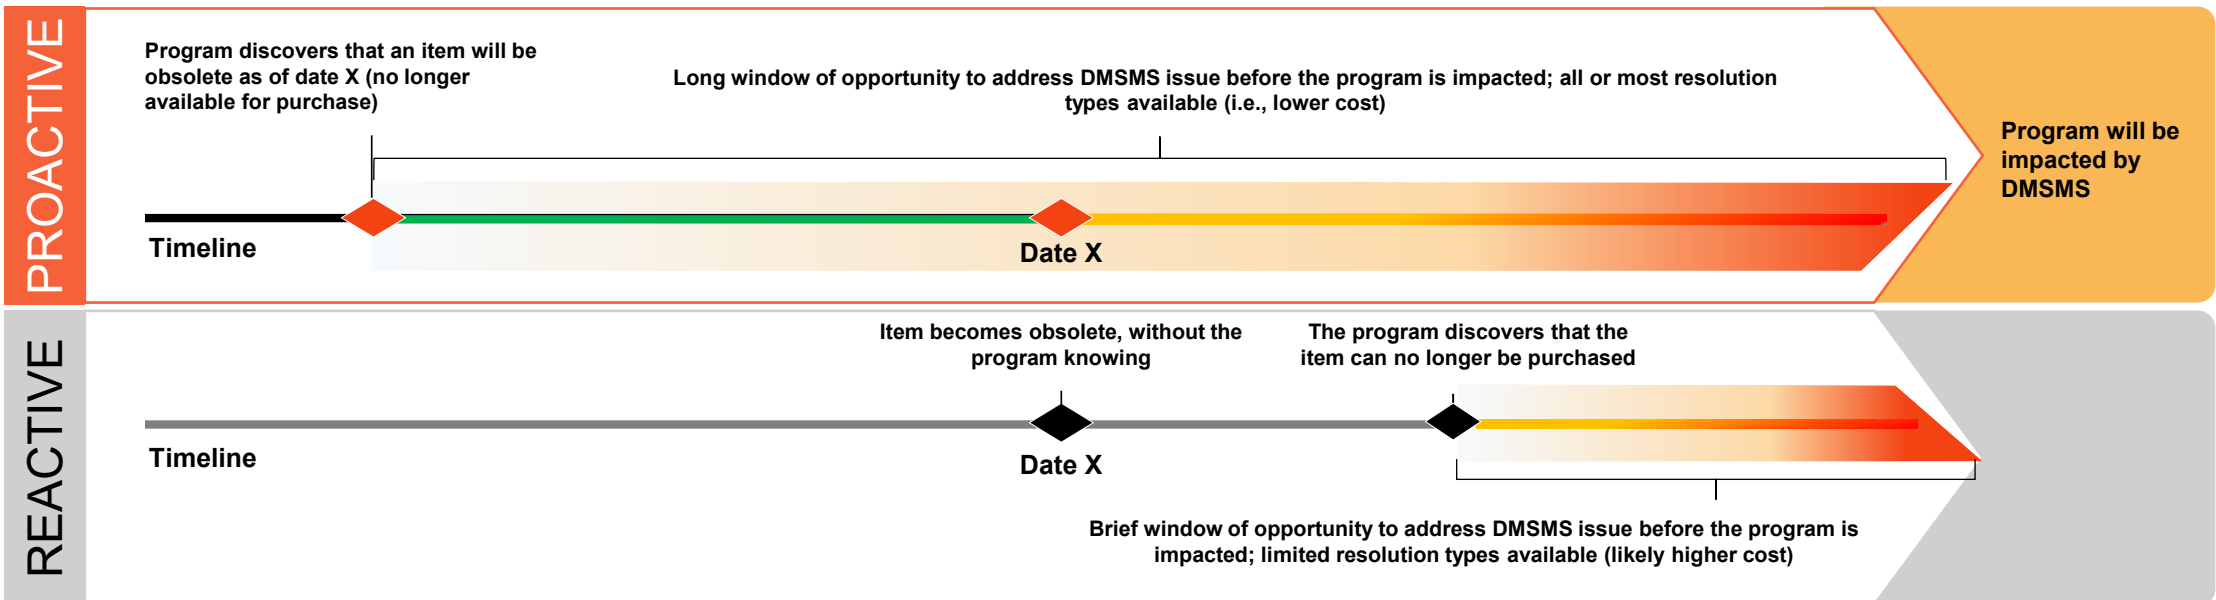 PROACTIVE
Program discovers that an item will be
obsolete as of date X (no longer
available for purchase)
Long window of opportunity to address DMSMS issue before the program is impacted; all or most resolution
types available (i.e., lower cost)
Program will be
impacted by
DMSMS
Timeline
Date X
REACTIVE
Item becomes obsolete, without the
program knowing
The program discovers that the
item can no longer be purchased
Timeline
Date X
Brief window of opportunity to address DMSMS issue before the program is
impacted; limited resolution types available (likely higher cost)